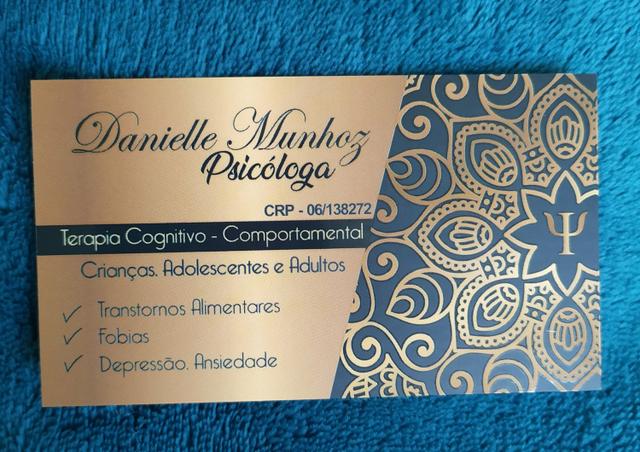 Danielle Munhoz
Psicóloga
CRP - 06/138272
Terapia Cognitivo - Comportamental
Crianças. Adolescentes e Adultos
✓ Transtornos Alimentares
✓ Fobias
✓ Depressão. Ansiedade
Ψ